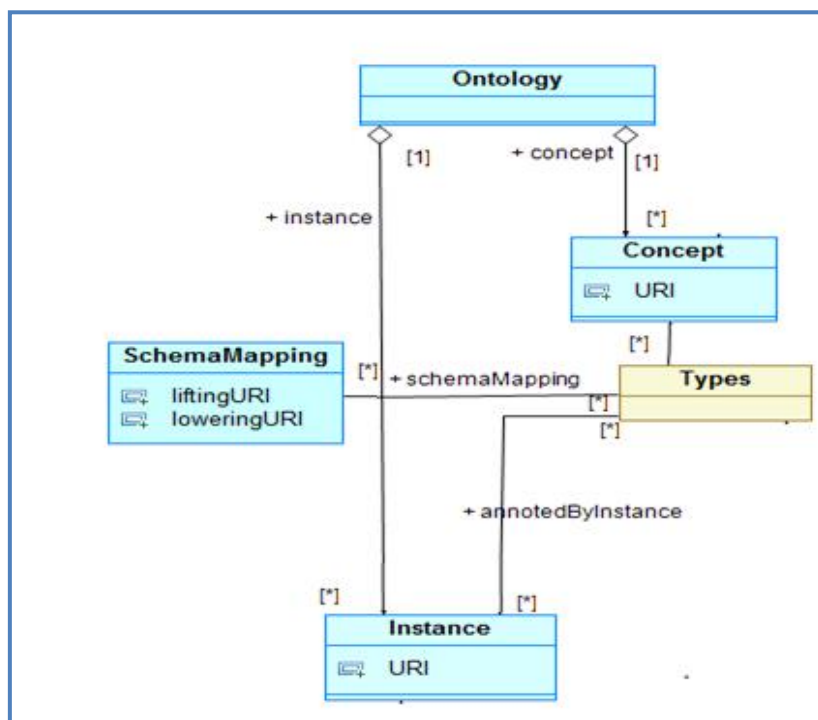 Ontology
[1]
+ concept
[1]
+ instance
[*]
Concept
URI
SchemaMapping
liftingURI
loweringURI
[*]
+ schemaMapping
[*]
Types
[*]
[*]
+ annotedByInstance
[*]
[*]
Instance
URI